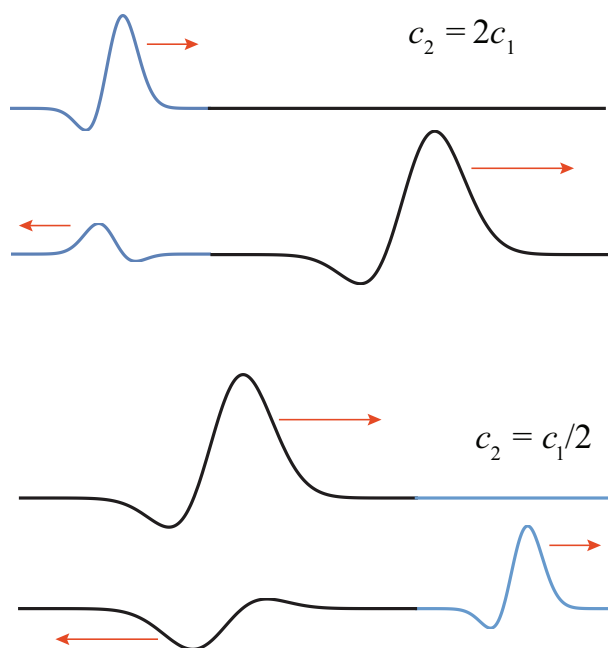 c₂ = 2c₁
c₂ = c₁/2